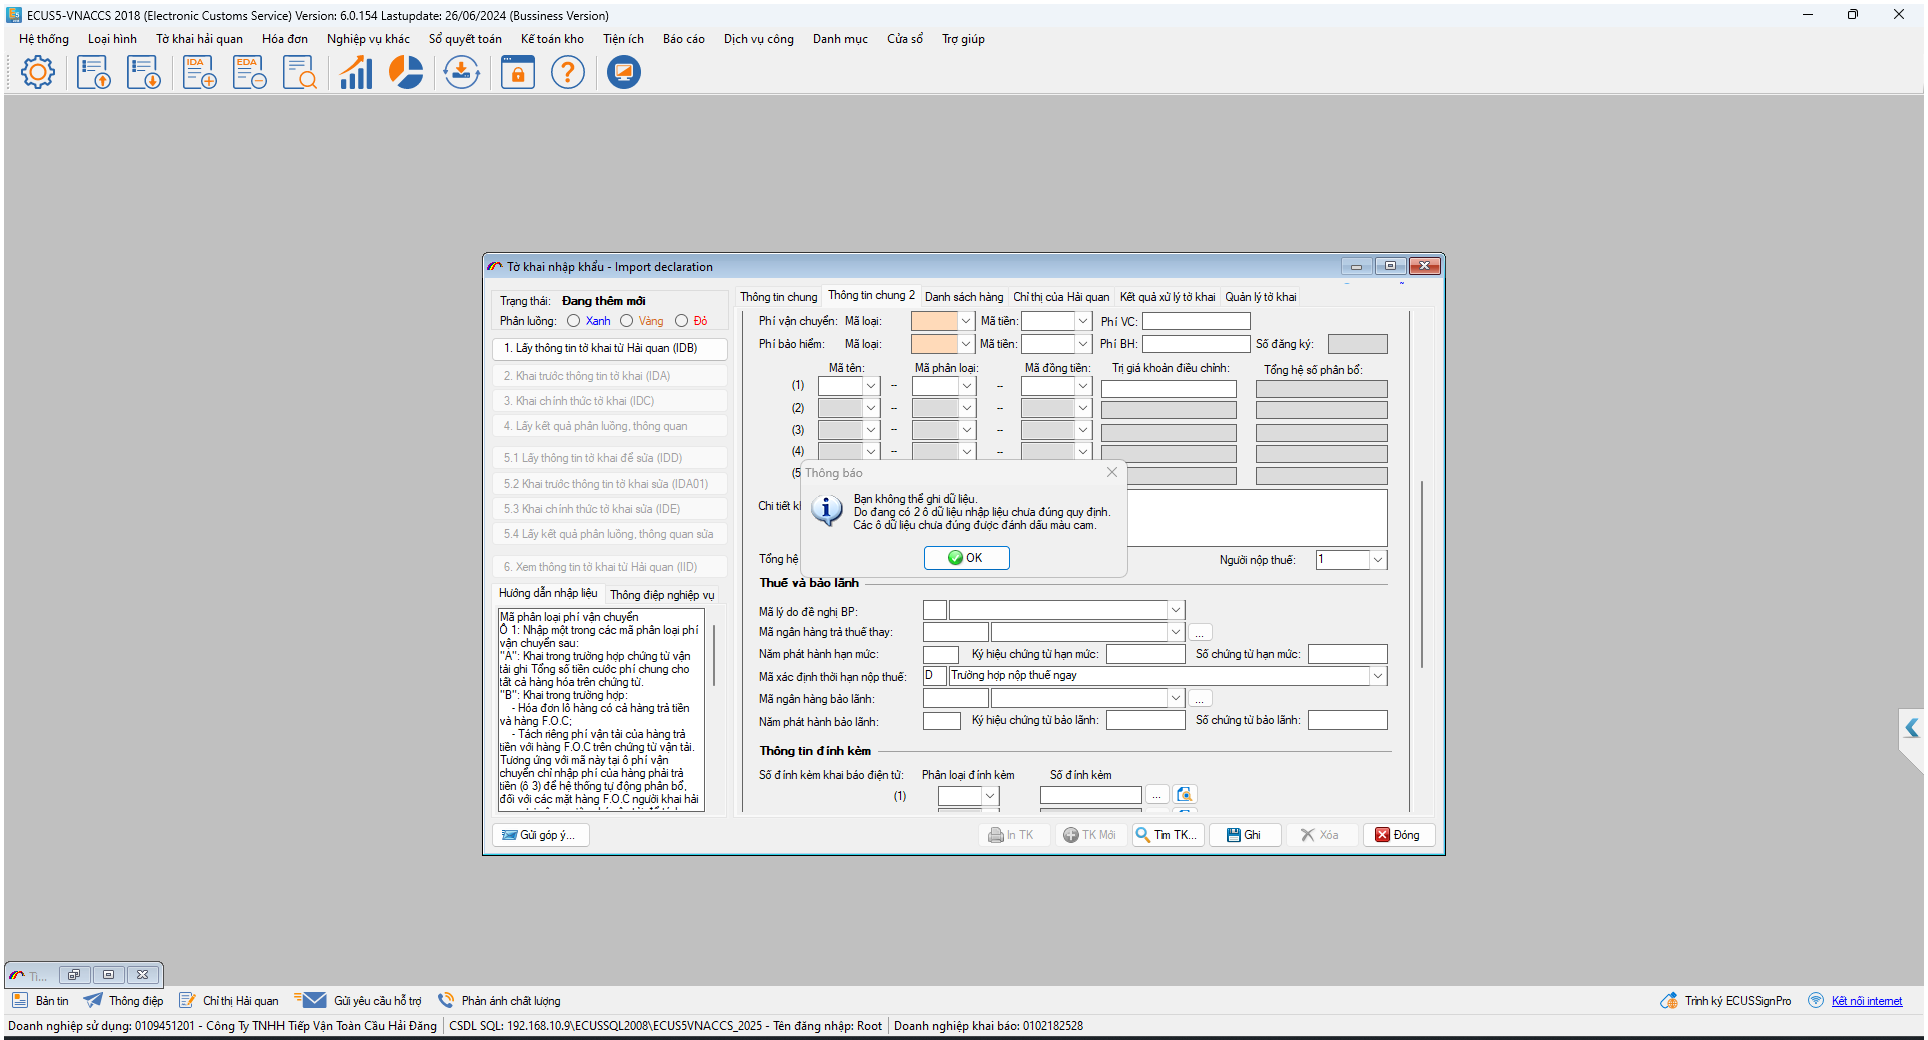 ECUS5-VNACCS 2018 (Electronic Customs Service) Version: 6.0.154 Lastupdate: 26/06/2024 (Bussiness Version)
Hệ thống Loại hình Tờ khai hải quan Hóa đơn Nghiệp vụ khác Sổ quyết toán Kế toán kho Tiện ích Báo cáo Dịch vụ công Danh mục Cửa sổ Trợ giúp
IDA EDA
Tờ khai nhập khẩu - Import declaration
Trạng thái: Đang thêm mới
Phân luồng: Xanh Vàng Đỏ
1. Lấy thông tin tờ khai từ Hải quan (IDB)
2. Khai trước thông tin tờ khai (IDA)
3. Khai chính thức tờ khai (IDC)
4. Lấy kết quả phân luồng, thông quan
5.1 Lấy thông tin tờ khai để sửa (IDD)
5.2 Khai trước thông tin tờ khai sửa (IDA01)
5.3 Khai chính thức tờ khai sửa (IDE)
5.4 Lấy kết quả phân luồng, thông quan sửa
6. Xem thông tin tờ khai từ Hải quan (IID)
Hướng dẫn nhập liệu Thông điệp nghiệp vụ
Mã phân loại phí vận chuyển
Ô 1: Nhập một trong các mã phân loại phí
vận chuyển sau:
"A": Khai trong trường hợp chứng từ vận
tải ghi Tổng số tiền cước phí chung cho
tất cả hàng hóa trên chứng từ.
"B": Khai trong trường hợp:
- Hóa đơn lô hàng có cả hàng trả tiền
và hàng F.O.C;
- Tách riêng phí vận tải của hàng trả
tiền với hàng F.O.C trên chứng từ vận tải.
Tương ứng với mã này tại ô phí vận
chuyển chỉ nhập phí của hàng phải trả
tiền (ô 3) để hệ thống tự động phân bổ,
đối với các mặt hàng F.O.C người khai hải
Gửi góp ý...
Thông tin chung Thông tin chung 2 Danh sách hàng Chỉ thị của Hải quan Kết quả xử lý tờ khai Quản lý tờ khai
Phí vận chuyển: Mã loại: Mã tiền: Phí VC:
Phí bảo hiểm: Mã loại: Mã tiền: Phí BH: Số đăng ký:
Mã tên: Mã phân loại: Mã đồng tiền: Trị giá khoản điều chỉnh: Tổng hệ số phân bổ:
(1) -- --
(2) -- --
(3) -- --
(4) -- --
(5
Chi tiết kh
Thông báo
Bạn không thể ghi dữ liệu.
Do đang có 2 ô dữ liệu nhập liệu chưa đúng quy định.
Các ô dữ liệu chưa đúng được đánh dấu màu cam.
OK
Tổng hệ Người nộp thuế: 1
Thuế và bảo lãnh
Mã lý do đề nghị BP:
Mã ngân hàng trả thuế thay: ...
Năm phát hành hạn mức: Ký hiệu chứng từ hạn mức: Số chứng từ hạn mức:
Mã xác định thời hạn nộp thuế: D Trường hợp nộp thuế ngay
Mã ngân hàng bảo lãnh: ...
Năm phát hành bảo lãnh: Ký hiệu chứng từ bảo lãnh: Số chứng từ bảo lãnh:
Thông tin đính kèm
Số đính kèm khai báo điện tử: Phân loại đính kèm Số đính kèm
(1) ...
In TK TK Mới Tìm TK... Ghi Xóa Đóng
Ti...
Bản tin Thông điệp Chỉ thị Hải quan Gửi yêu cầu hỗ trợ Phản ánh chất lượng Trình ký ECUSSignPro Kết nối internet
Doanh nghiệp sử dụng: 0109451201 - Công Ty TNHH Tiếp Vận Toàn Cầu Hải Đăng CSDL SQL: 192.168.10.9\ECUSSQL2008\ECUS5VNACCS_2025 - Tên đăng nhập: Root Doanh nghiệp khai báo: 0102182528